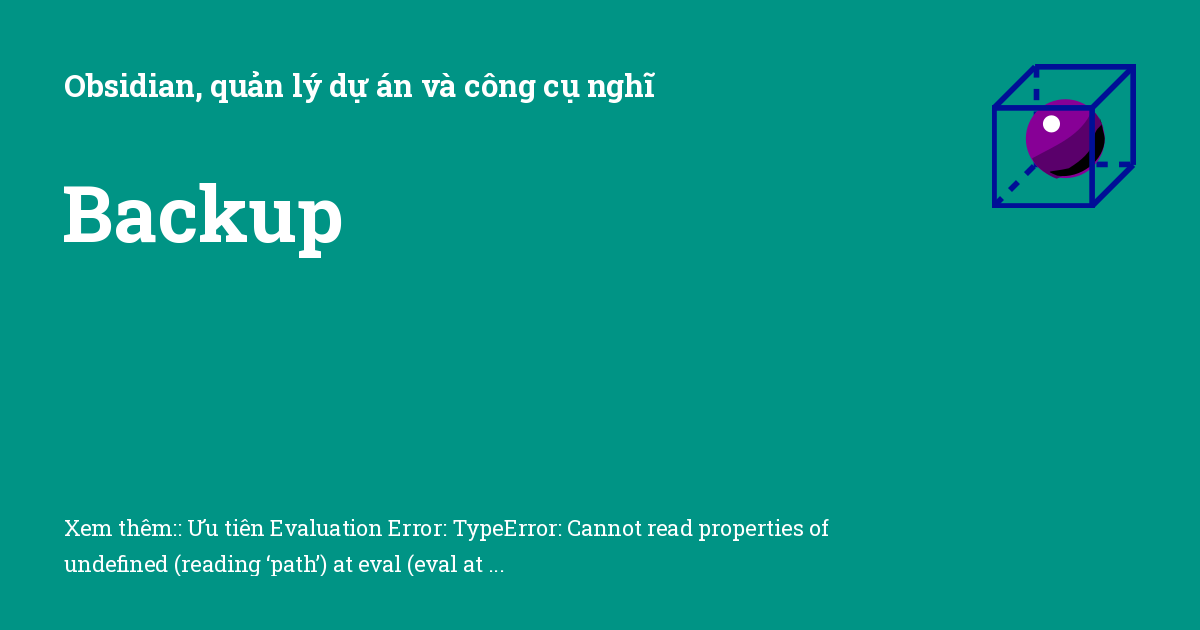 Obsidian, quản lý dự án và công cụ nghĩ
Backup
Xem thêm:: Ưu tiên Evaluation Error: TypeError: Cannot read properties of
undefined (reading ‘path’) at eval (eval at ...